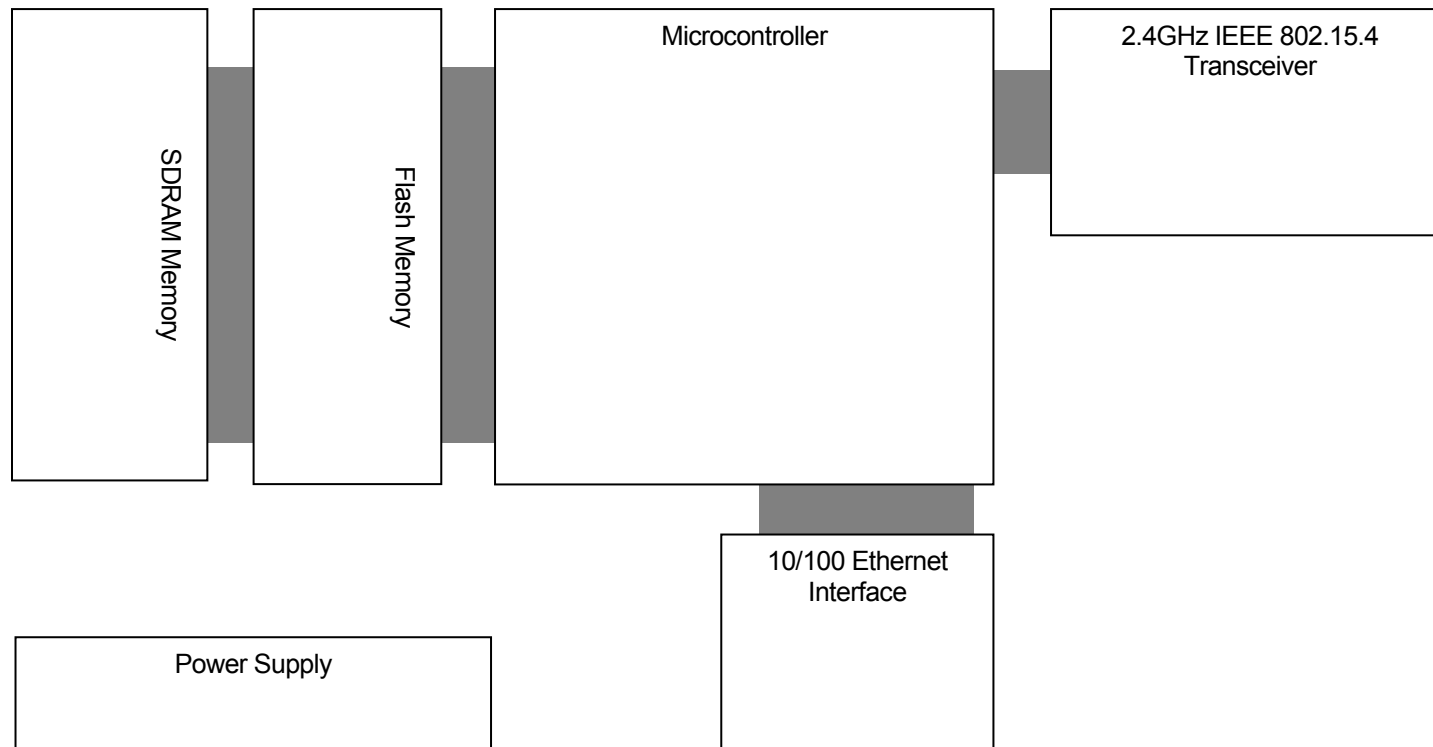 Microcontroller
2.4GHz IEEE 802.15.4
Transceiver
SDRAM Memory
Flash Memory
10/100 Ethernet
Interface
Power Supply